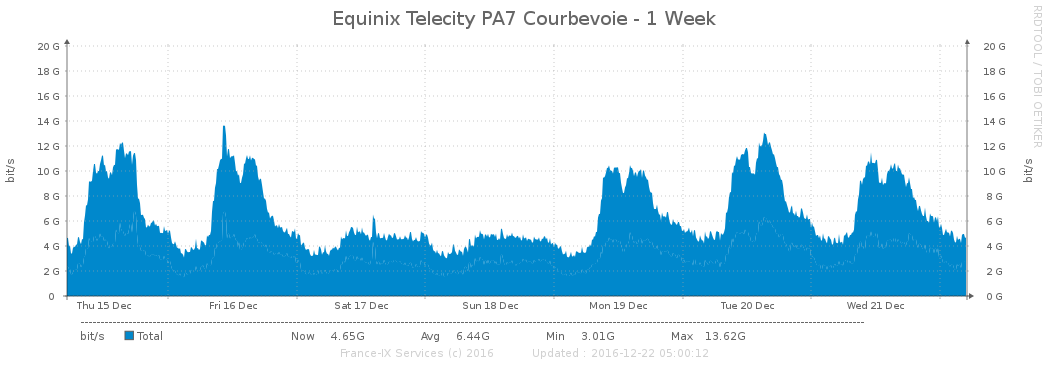 Equinix Telecity PA7 Courbevoie - 1 Week
RRDTOOL / TOBI OETIKER
bit/s
20 G
18 G
16 G
14 G
12 G
10 G
8 G
6 G
4 G
2 G
0
20 G
18 G
16 G
14 G
12 G
10 G
8 G
6 G
4 G
2 G
0 G
bit/s
Thu 15 Dec Fri 16 Dec Sat 17 Dec Sun 18 Dec Mon 19 Dec Tue 20 Dec Wed 21 Dec
bit/s Total Now 4.65G Avg 6.44G Min 3.01G Max 13.62G
France-IX Services (c) 2016 Updated : 2016-12-22 05:00:12